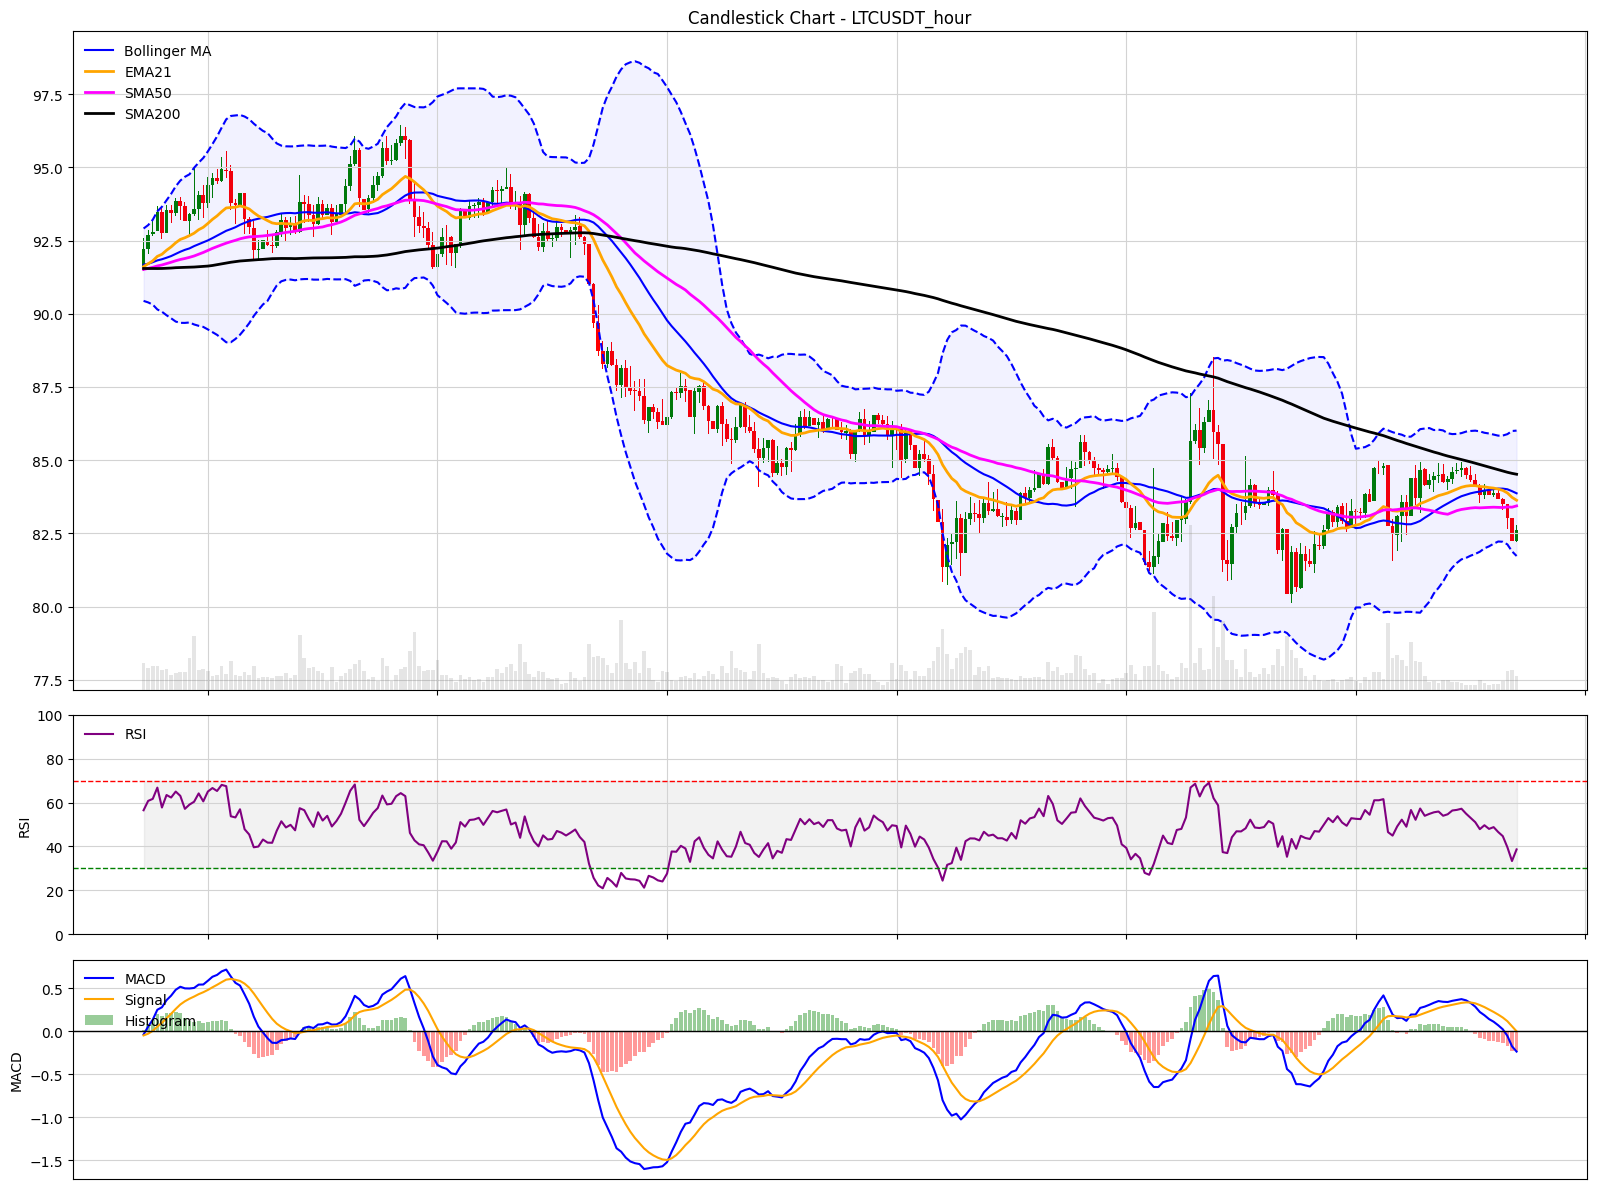 Candlestick Chart - LTCUSDT_hour
Bollinger MA
EMA21
SMA50
SMA200
97.5
95.0
92.5
90.0
87.5
85.0
82.5
80.0
77.5
RSI
RSI
100
80
60
40
20
0
MACD
Signal
Histogram
MACD
0.5
0.0
−0.5
−1.0
−1.5